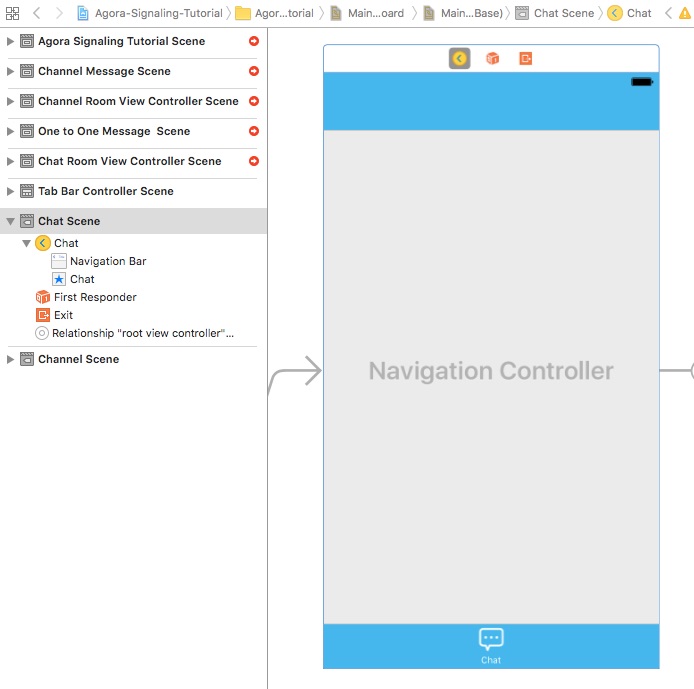 Agora-Signaling-Tutorial Agor...torial Main...oard Main...Base) Chat Scene Chat
Agora Signaling Tutorial Scene
Channel Message Scene
Channel Room View Controller Scene
One to One Message Scene
Chat Room View Controller Scene
Tab Bar Controller Scene
Chat Scene
Chat
Navigation Bar
Chat
First Responder
Exit
Relationship "root view controller"...
Channel Scene
Navigation Controller
Chat